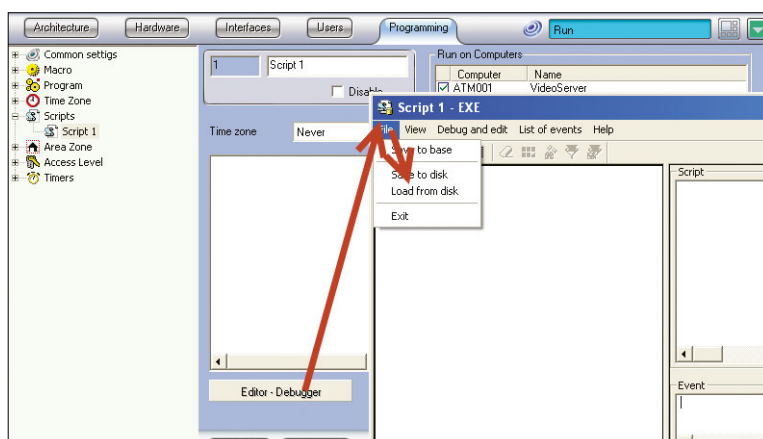 Architecture Hardware Interfaces Users Programming Run
Common settigs
Macro
Program
Time Zone
Scripts
Script 1
Area Zone
Access Level
Timers
1 Script 1
Time zone Never
Editor - Debugger
Run on Computers
Computer Name
ATM001 VideoServer
Script 1 - EXE
File View Debug and edit List of events Help
to base
to disk
Load from disk
Exit
Script
Event